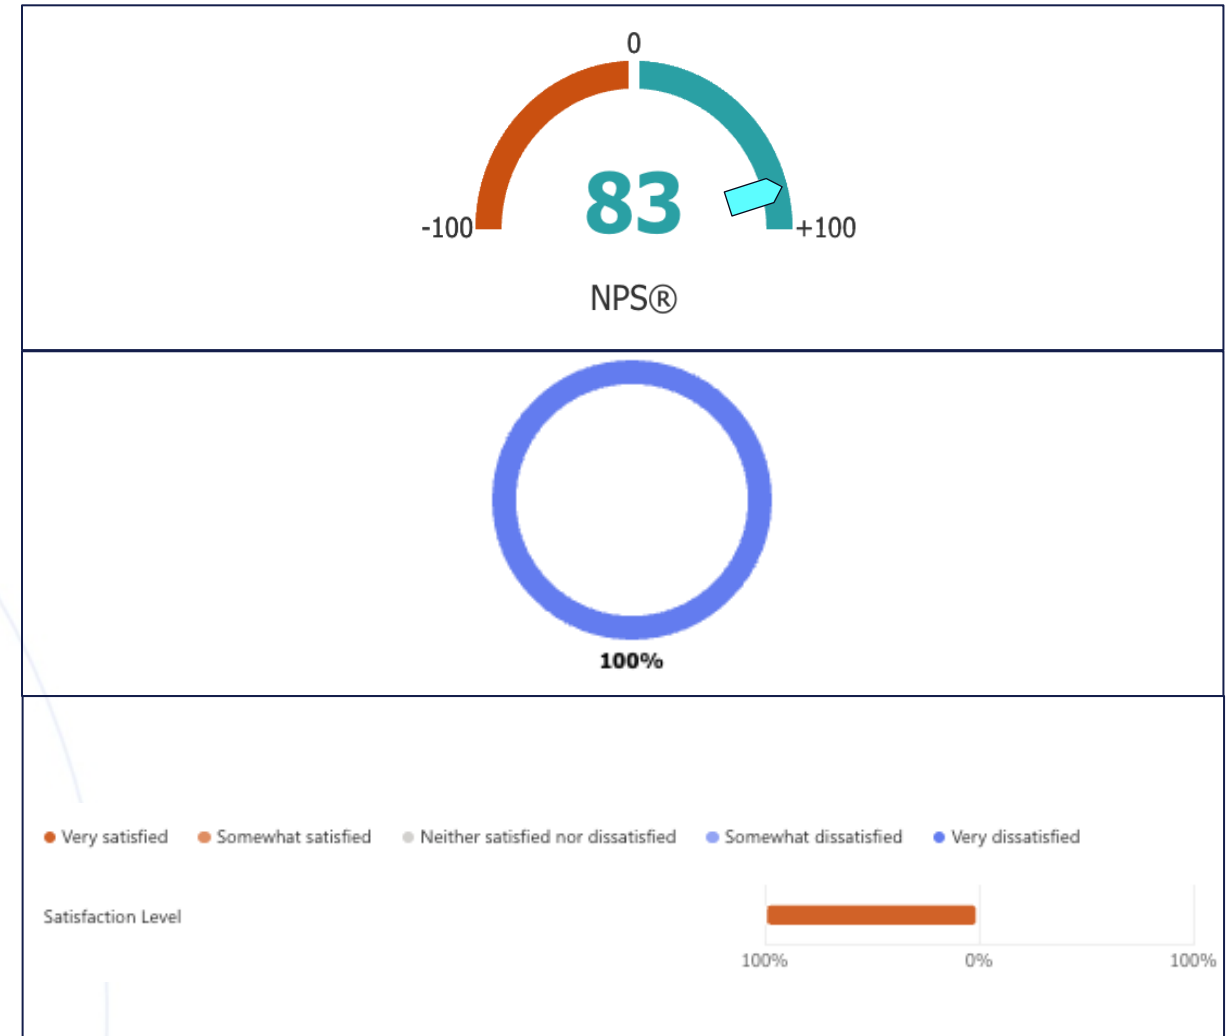 0
83
-100
+100
NPS®
100%
Very satisfied Somewhat satisfied Neither satisfied nor dissatisfied Somewhat dissatisfied Very dissatisfied
Satisfaction Level
100% 0% 100%